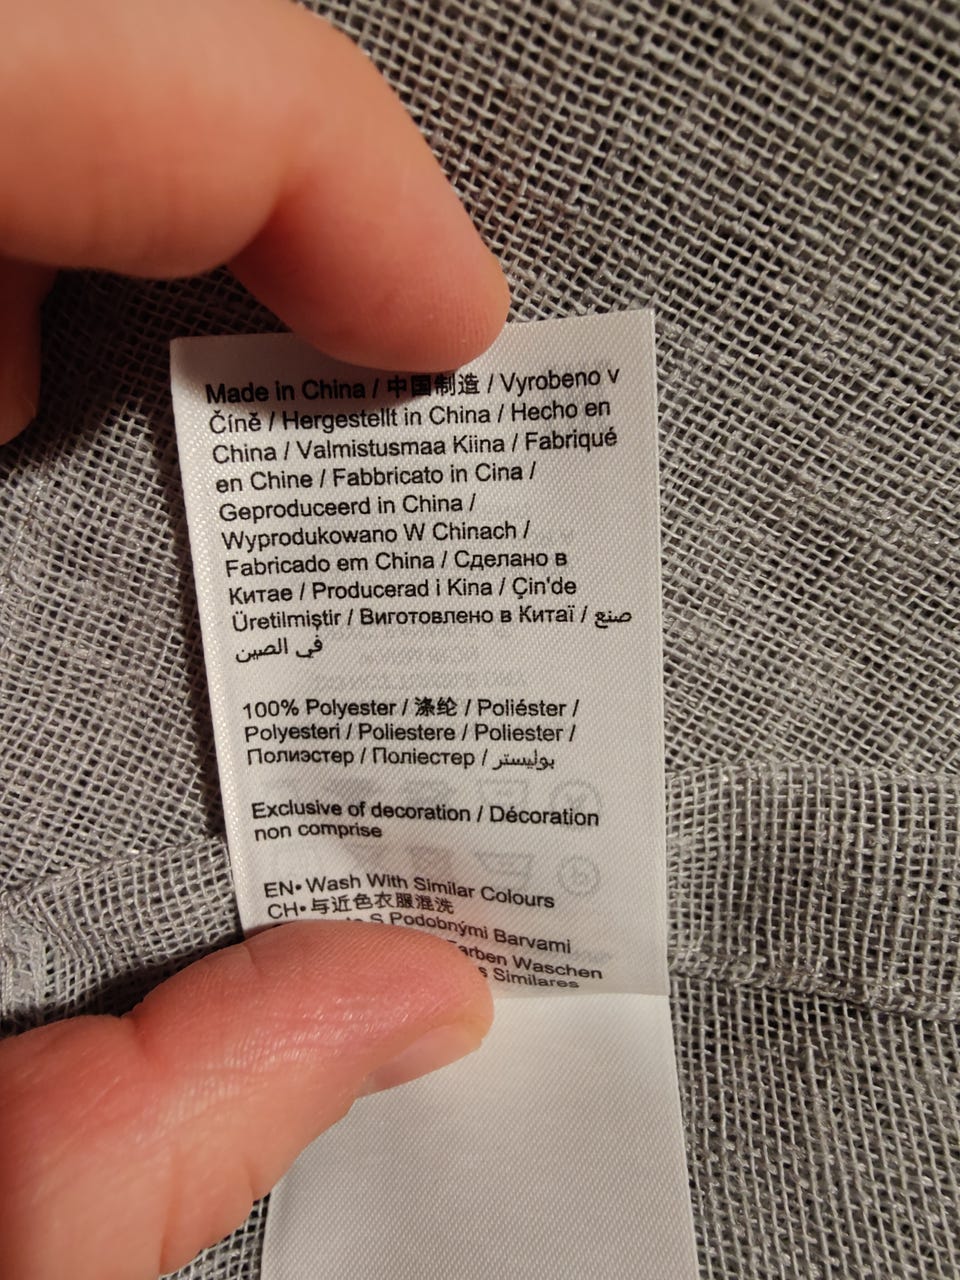 Made in China / 中国制造 / Vyrobeno v
Číně / Hergestellt in China / Hecho en
China / Valmistusmaa Kiina / Fabriqué
en Chine / Fabbricato in Cina /
Geproduceerd in China /
Wyprodukowano W Chinach /
Fabricado em China / Сделано в
Китае / Producerad i Kina / Çin'de
Üretilmiştir / Виготовлено в Китаї / صنع
في الصين
100% Polyester / 涤纶 / Poliéster /
Polyesteri / Poliestere / Poliester /
Полиэстер / Поліестер / بوليستر
Exclusive of decoration / Décoration
non comprise
EN• Wash With Similar Colours
CH• 与近色衣服混洗
S Podobnými Barvami
Waschen
Similares